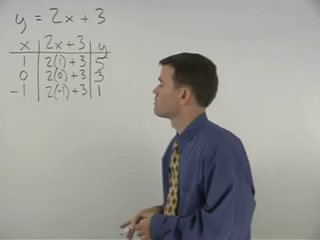 y = 2x + 3
x 2x+3 y
1 2(1)+3 5
0 2(0)+3 3
-1 2(-1)+3 1